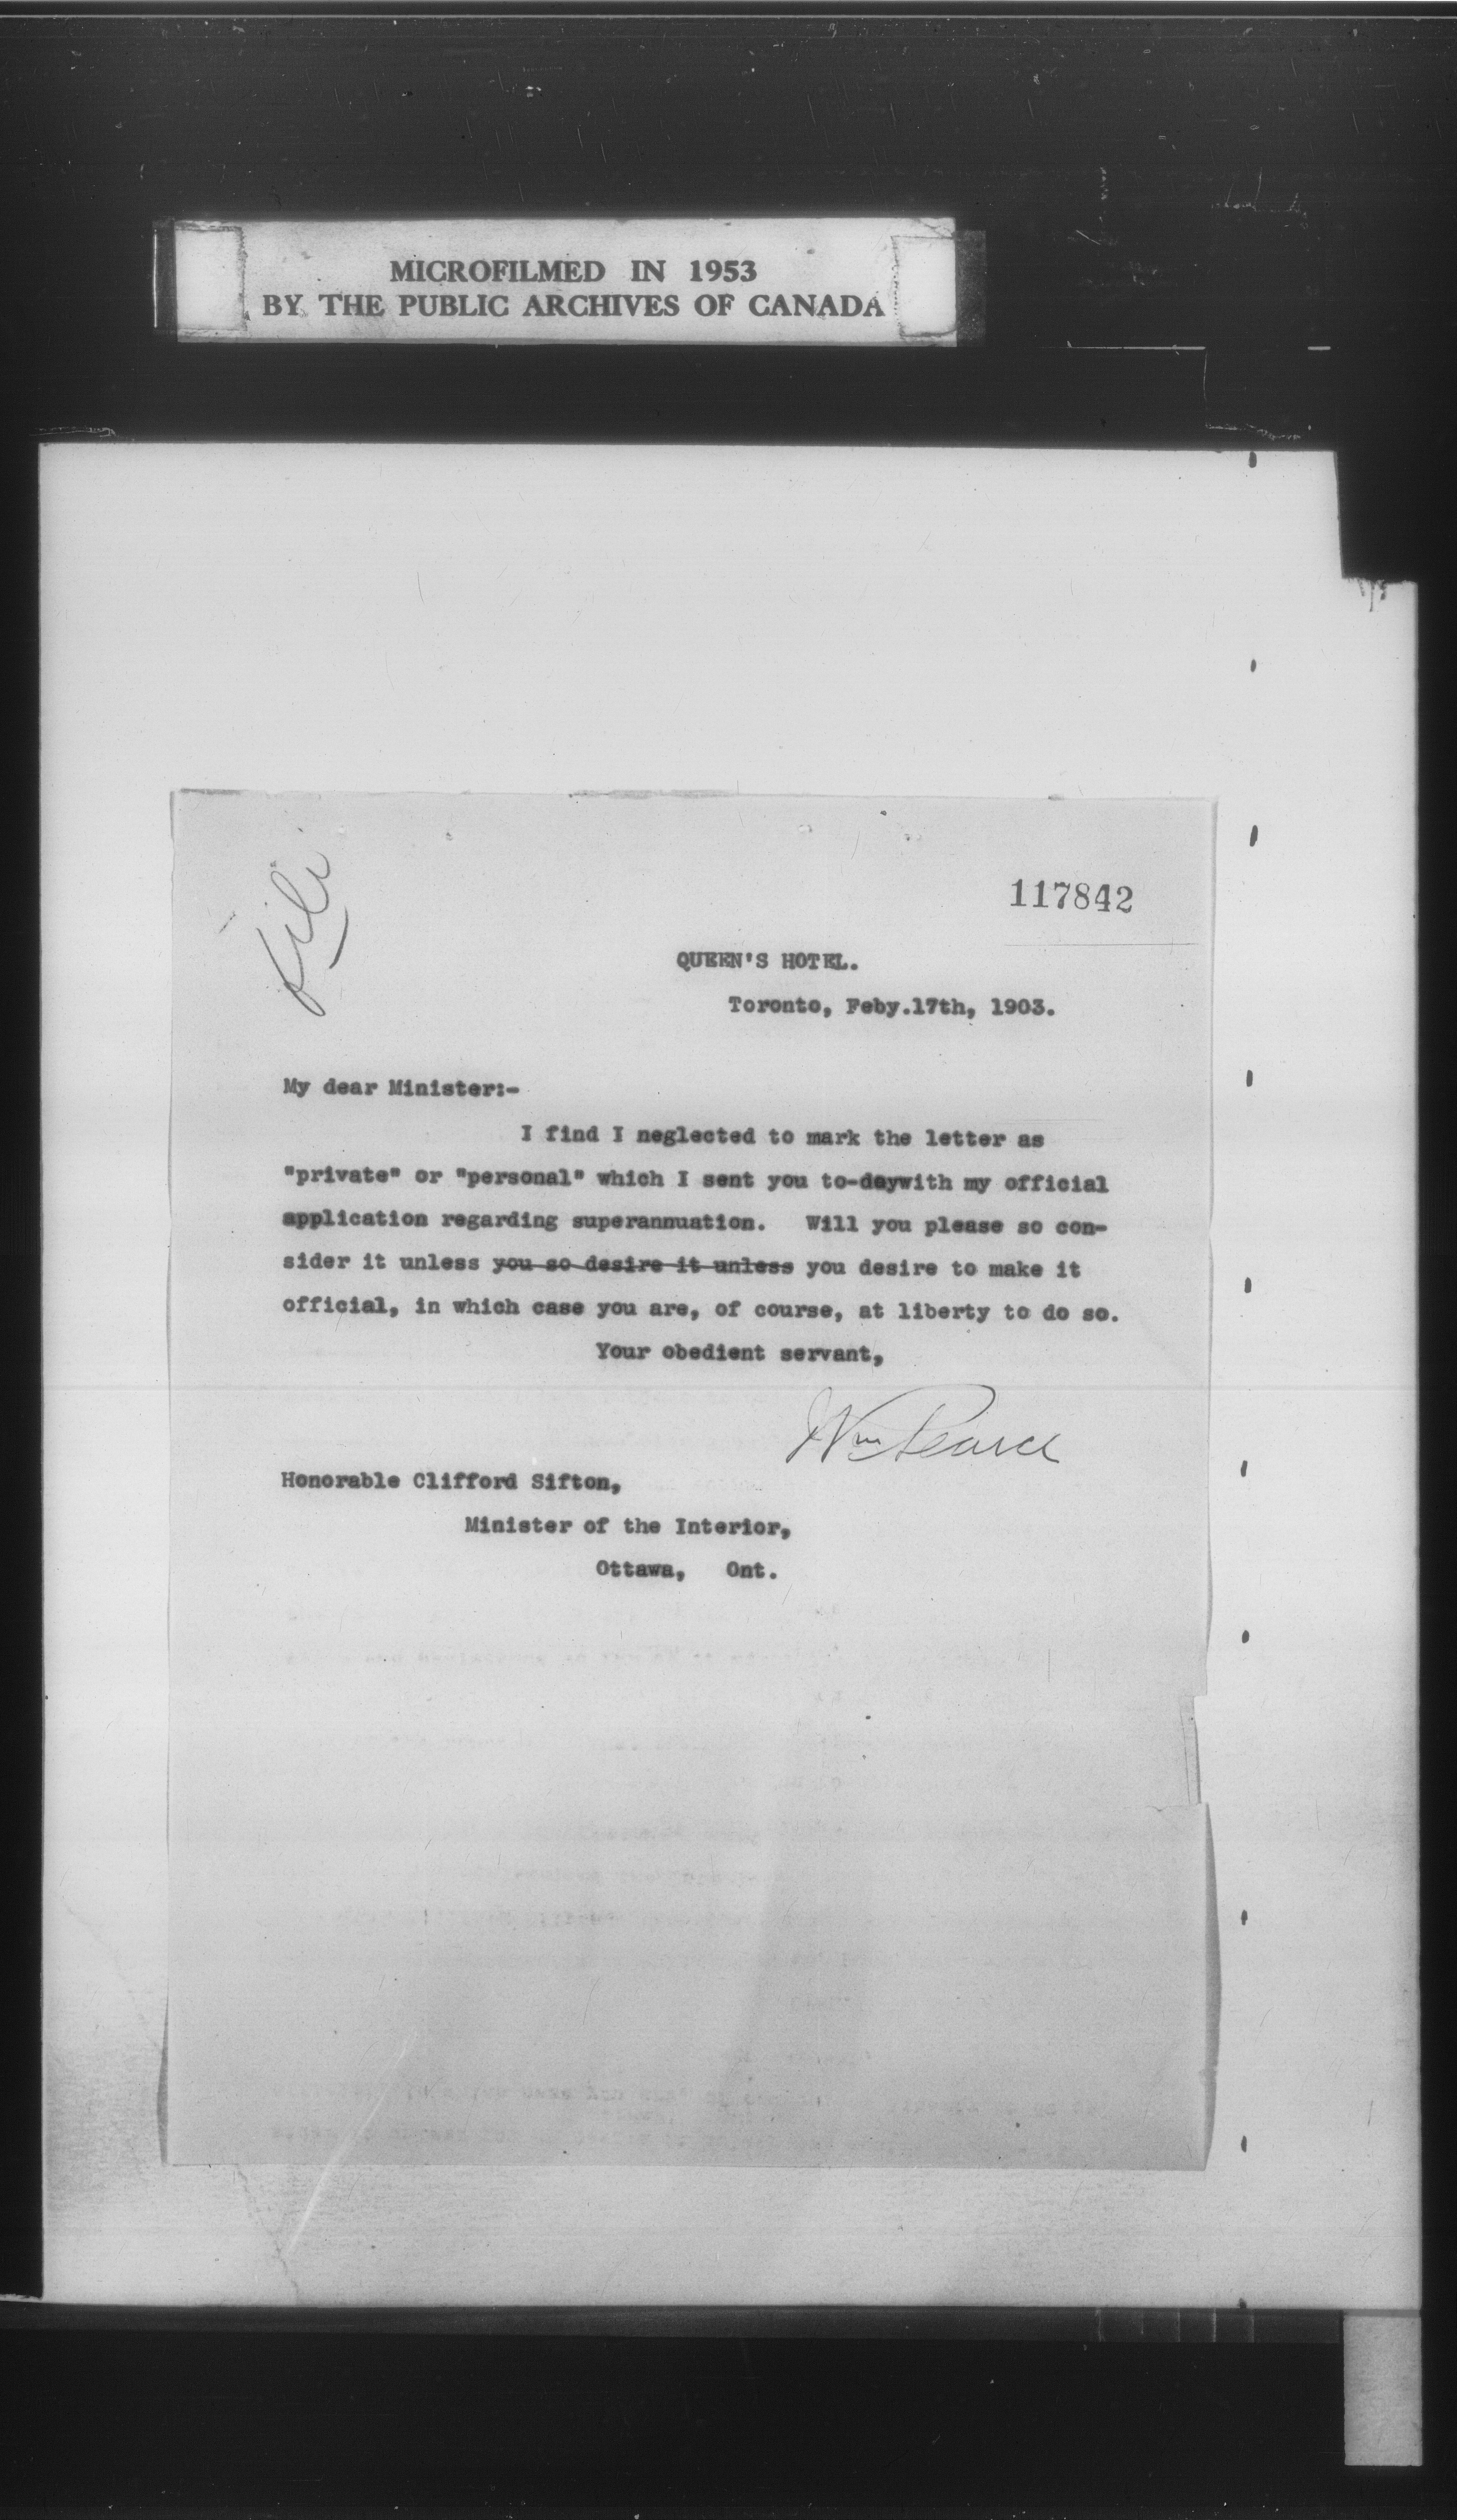 MICROFILMED IN 1953
BY THE PUBLIC ARCHIVES OF CANADA
file
117842
QUEEN'S HOTEL.
Toronto, Feby.17th, 1903.
My dear Minister:-
I find I neglected to mark the letter as
"private" or "personal" which I sent you to-daywith my official
application regarding superannuation. Will you please so con-
sider it unless you so desire it unless you desire to make it
official, in which case you are, of course, at liberty to do so.
Your obedient servant,
Wm Pearce
Honorable Clifford Sifton,
Minister of the Interior,
Ottawa, Ont.